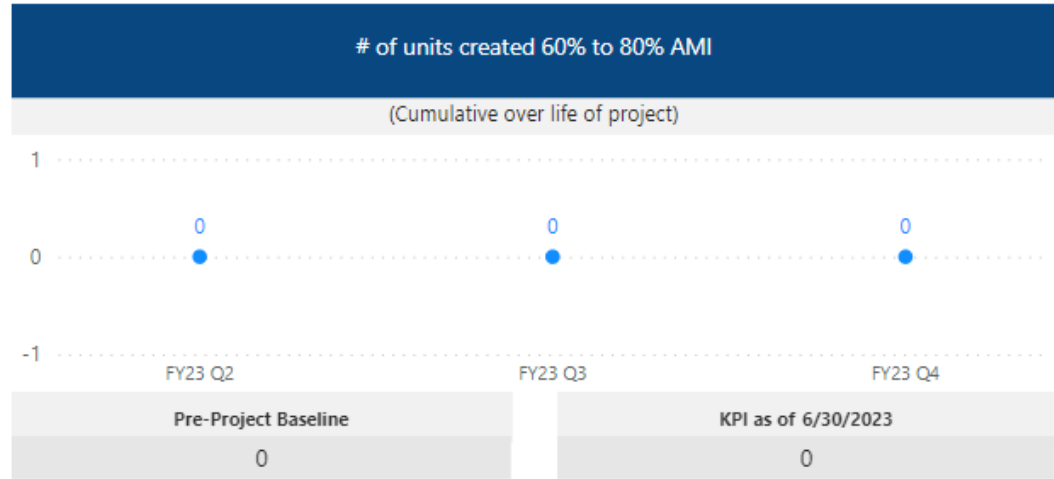 # of units created 60% to 80% AMI
(Cumulative over life of project)
1
0 0 0
0
-1
FY23 Q2 FY23 Q3 FY23 Q4
Pre-Project Baseline KPI as of 6/30/2023
0 0